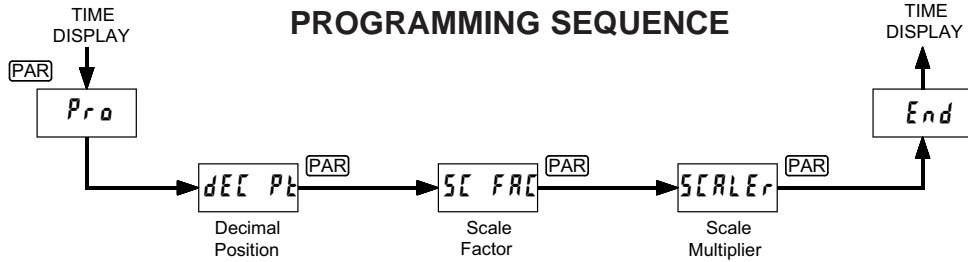 PROGRAMMING SEQUENCE
TIME
DISPLAY
PAR
Pro
dEC Pt
Decimal
Position
PAR
SC FAC
Scale
Factor
PAR
SCALEr
Scale
Multiplier
PAR
End
TIME
DISPLAY